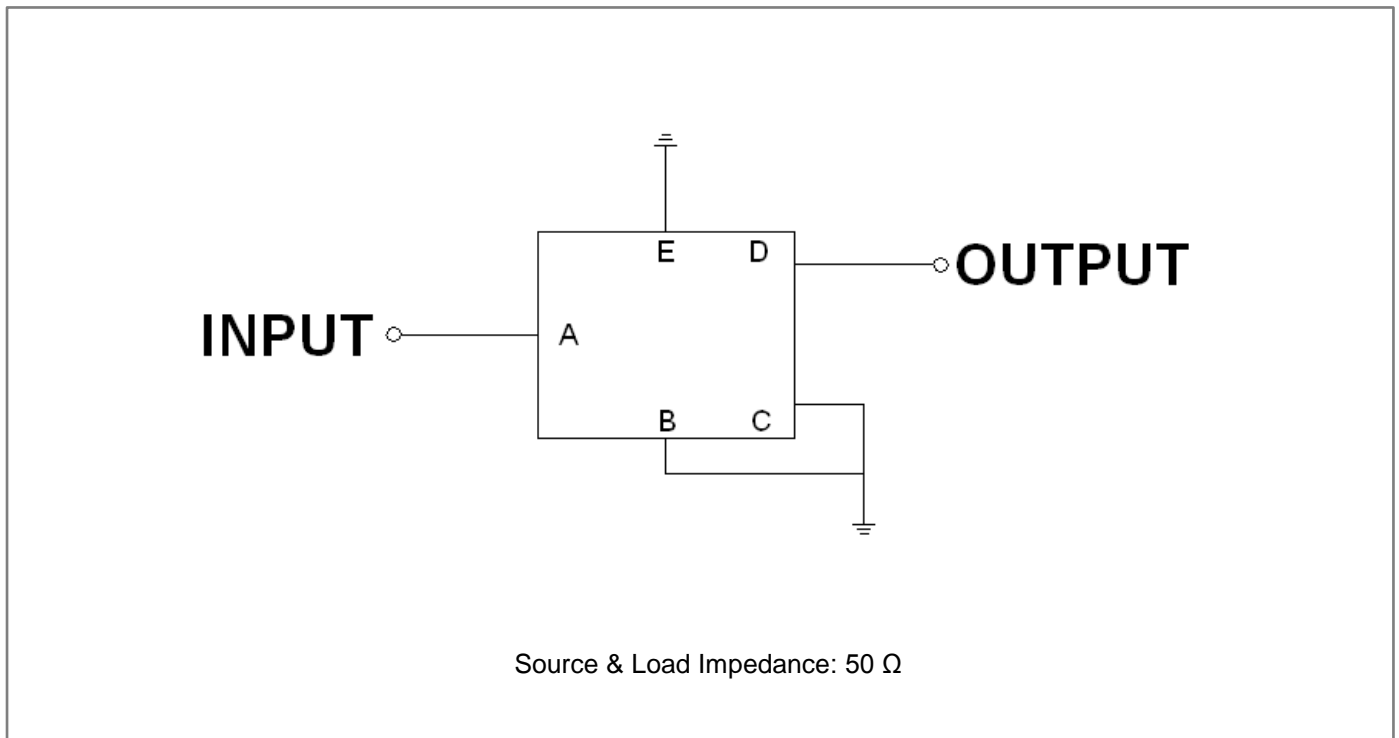 E D
OUTPUT
INPUT
A
B C
Source & Load Impedance: 50 Ω